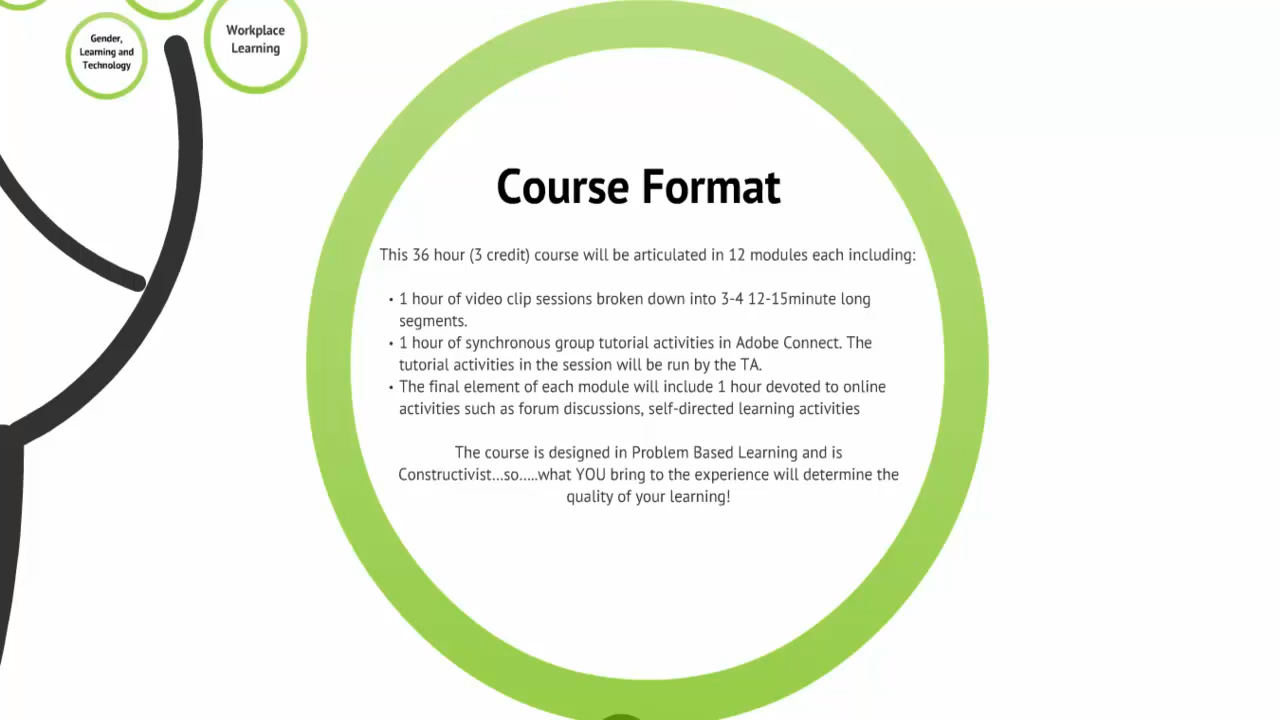 Gender,
Learning and
Technology
Workplace
Learning
Course Format
This 36 hour (3 credit) course will be articulated in 12 modules each including:
• 1 hour of video clip sessions broken down into 3-4 12-15minute long
segments.
• 1 hour of synchronous group tutorial activities in Adobe Connect. The
tutorial activities in the session will be run by the TA.
• The final element of each module will include 1 hour devoted to online
activities such as forum discussions, self-directed learning activities
The course is designed in Problem Based Learning and is
Constructivist...so.....what YOU bring to the experience will determine the
quality of your learning!